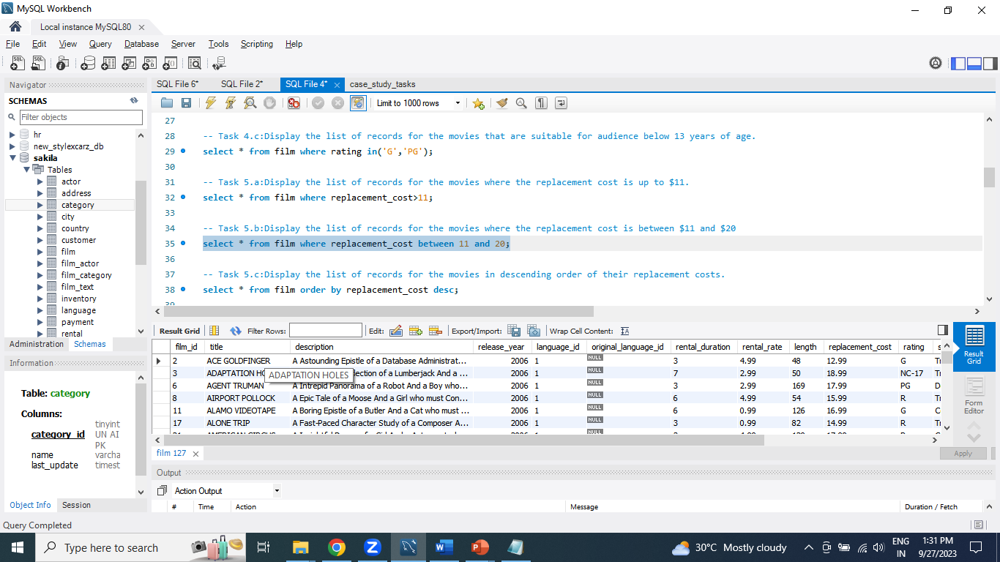 MySQL Workbench
Local instance MySQL80
File Edit View Query Database Server Tools Scripting Help
Navigator
SCHEMAS
Filter objects
hr
new_stylexcarz_db
sakila
Tables
actor
address
category
city
country
customer
film
film_actor
film_category
film_text
inventory
language
payment
rental
Administration Schemas
Information
Table: category
Columns:
tinyint
category_id UN AI
PK
name varcha
last_update timest
Object Info Session
SQL File 6* SQL File 2* SQL File 4* case_study_tasks
Limit to 1000 rows
27
28 -- Task 4.c:Display the list of records for the movies that are suitable for audience below 13 years of age.
29 select * from film where rating in('G','PG');
30
31 -- Task 5.a:Display the list of records for the movies where the replacement cost is up to $11.
32 select * from film where replacement_cost>11;
33
34 -- Task 5.b:Display the list of records for the movies where the replacement cost is between $11 and $20
35 select * from film where replacement_cost between 11 and 20;
36
37 -- Task 5.c:Display the list of records for the movies in descending order of their replacement costs.
38 select * from film order by replacement_cost desc;
39
Result Grid Filter Rows: Edit: Export/Import: Wrap Cell Content:
film_id title description release_year language_id original_language_id rental_duration rental_rate length replacement_cost rating
2 ACE GOLDFINGER A Astounding Epistle of a Database Administrat... 2006 1 NULL 3 4.99 48 12.99 G Tr
3 ADAPTATION HO lection of a Lumberjack And a ... 2006 1 NULL 7 2.99 50 18.99 NC-17 Tr
ADAPTATION HOLES
6 AGENT TRUMAN A Intrepid Panorama of a Robot And a Boy who... 2006 1 NULL 3 2.99 169 17.99 PG D
8 AIRPORT POLLOCK A Epic Tale of a Moose And a Girl who must Con... 2006 1 NULL 6 4.99 54 15.99 R Tr
11 ALAMO VIDEOTAPE A Boring Epistle of a Butler And a Cat who must ... 2006 1 NULL 6 0.99 126 16.99 G C
17 ALONE TRIP A Fast-Paced Character Study of a Composer A... 2006 1 NULL 3 0.99 82 14.99 R Tr
Result Grid
Form Editor
film 127
Apply
Output
Action Output
# Time Action Message Duration / Fetch
Query Completed
Type here to search
30°C Mostly cloudy
ENG
IN
1:31 PM
9/27/2023